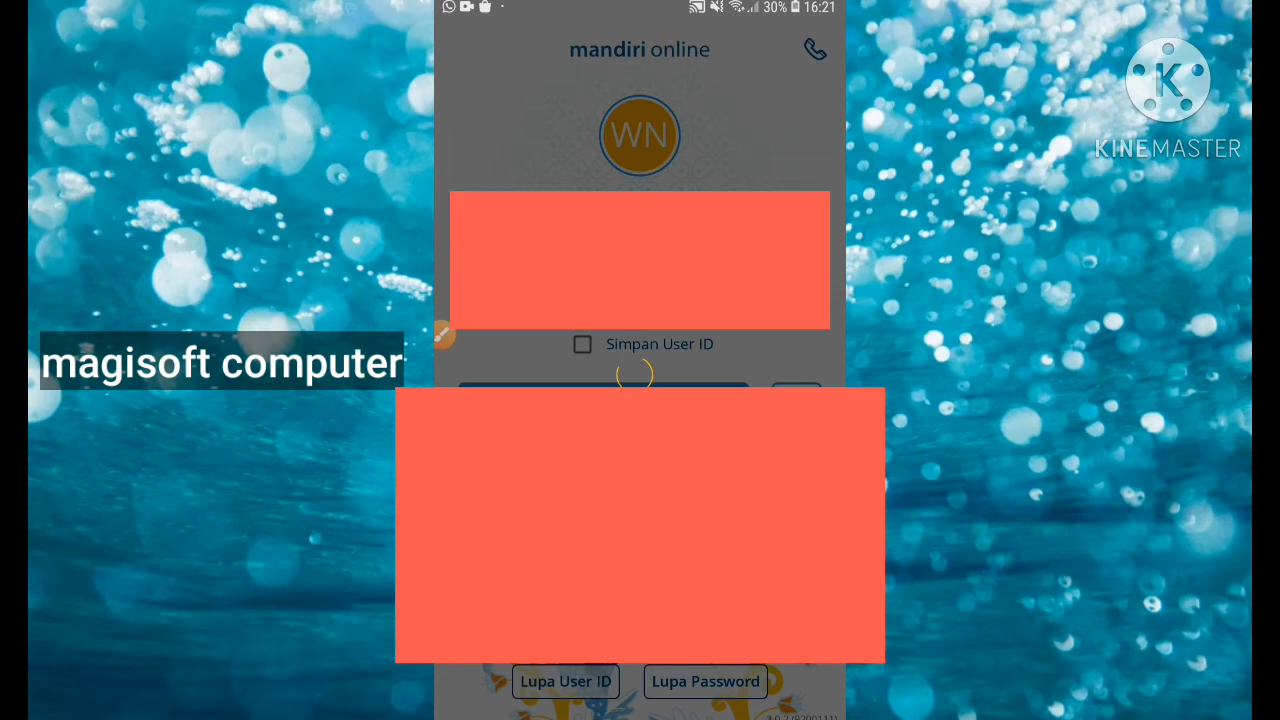 30% 16:21
mandiri online
WN
K
KINEMASTER
Simpan User ID
magisoft computer
Lupa User ID
Lupa Password